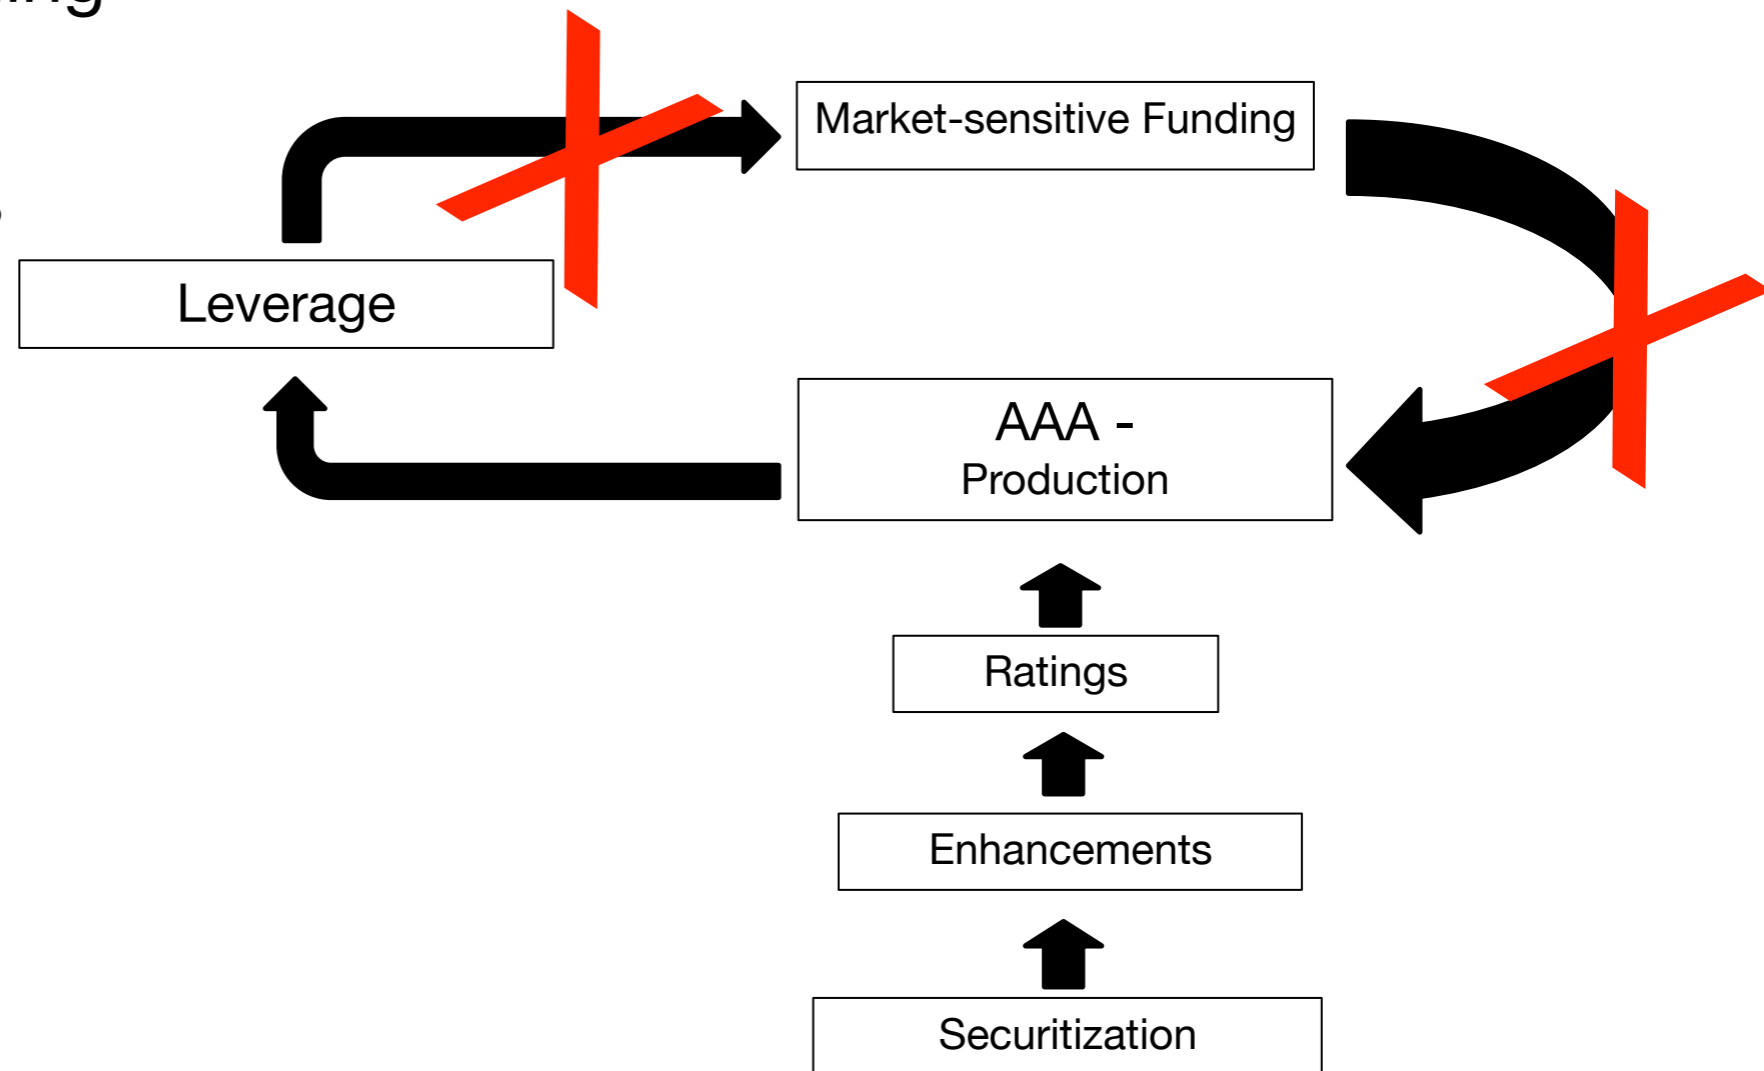 Market-sensitive Funding
Leverage
AAA -
Production
Ratings
Enhancements
Securitization